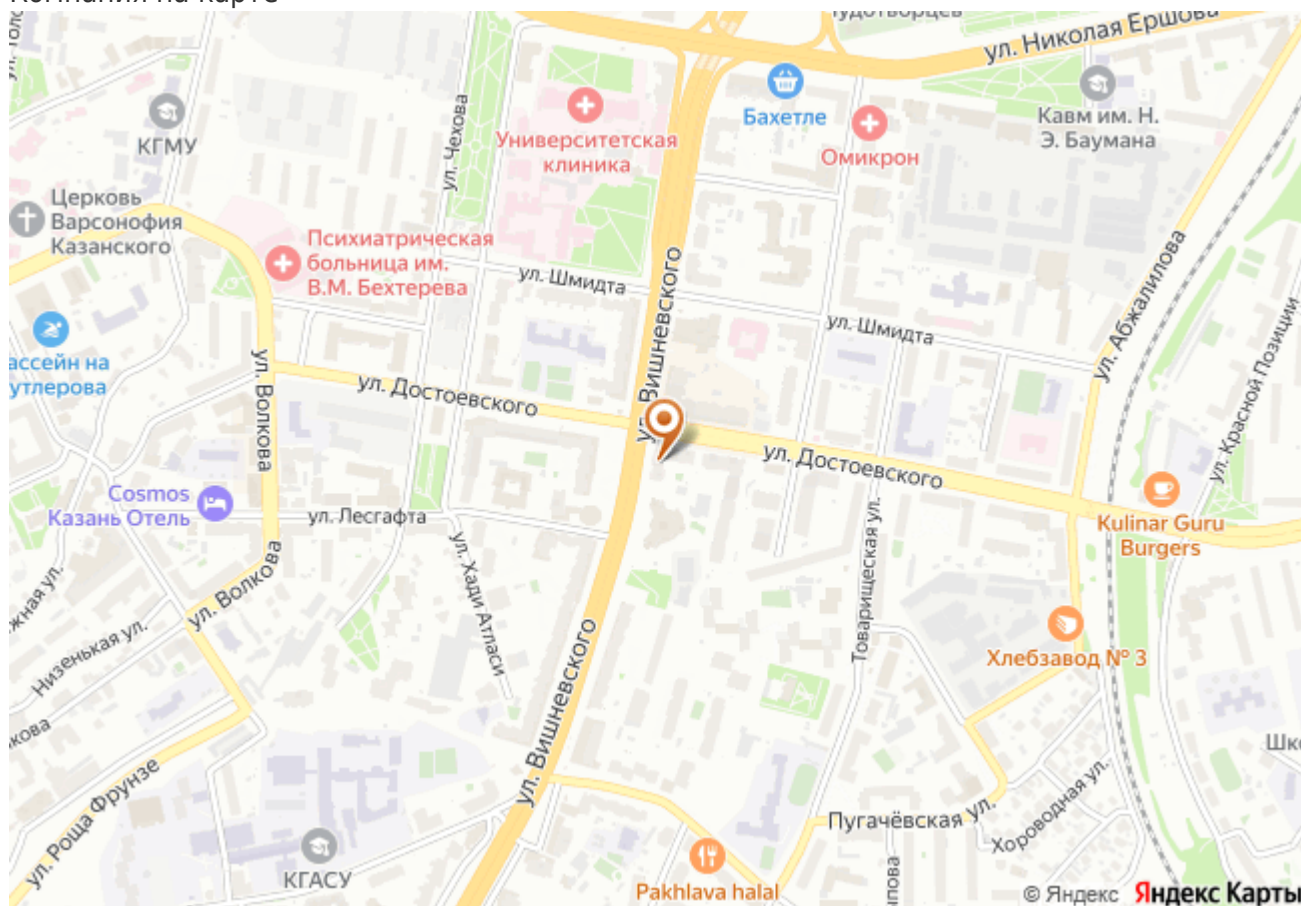 Компания на карте
ул. Николая Ершова
Бахетле
Омикрон
Кавм им. Н.
Э. Баумана
КГМУ
ул. Чехова
Университетская
клиника
Церковь
Варсонофия
Казанского
Психиатрическая
больница им.
В.М. Бехтерева
ул. Шмидта
ул. Вишневского
ул. Шмидта
ул. Абжалилова
ул. Красной Позиции
ассейн на
утлерова
ул. Волкова
ул. Достоевского
ул. Достоевского
Cosmos
Казань Отель
ул. Лесгафта
Kulinar Guru
Burgers
ул. Волкова
ул. Хади Атласи
Товарищеская ул.
Низенькая ул.
Хлебзавод № 3
ул. Вишневского
ул. Роща Фрунзе
Пугачёвская ул.
Хороводная ул.
КГАСУ
Pakhlava halal
© Яндекс Яндекс Карты